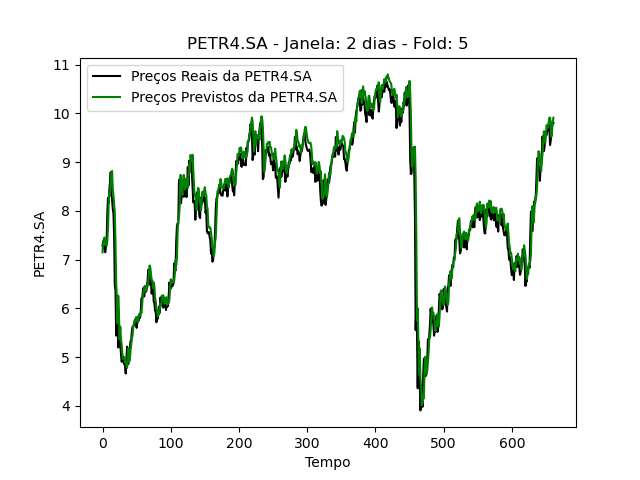 PETR4.SA - Janela: 2 dias - Fold: 5
Preços Reais da PETR4.SA
Preços Previstos da PETR4.SA
11
10
9
8
7
6
5
4
PETR4.SA
0 100 200 300 400 500 600
Tempo